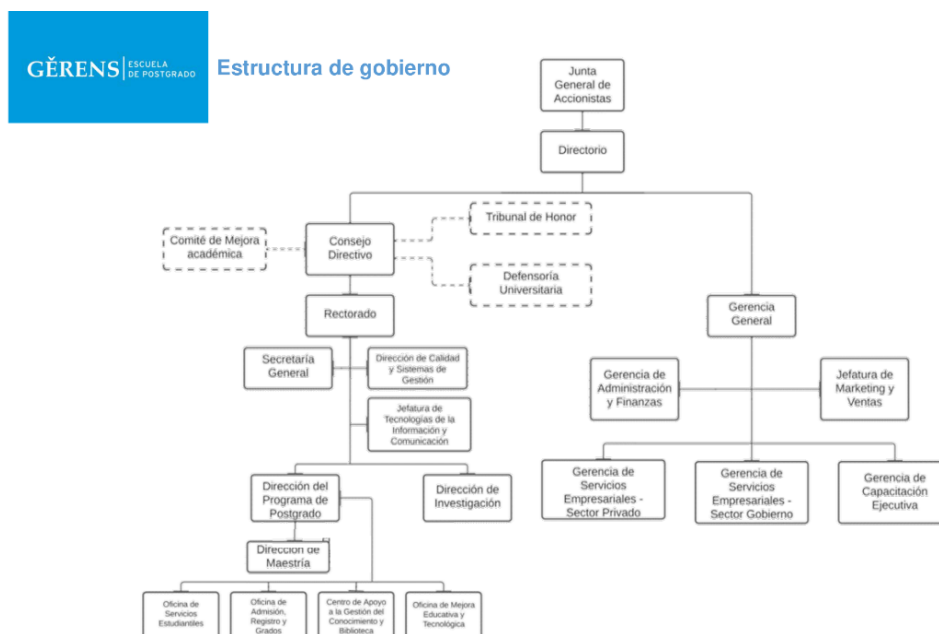 GĚRENS
ESCUELA
DE POSTGRADO
Estructura de gobierno
Junta
General de
Accionistas
Directorio
Tribunal de Honor
Comité de Mejora
académica
Consejo
Directivo
Defensoría
Universitaria
Rectorado
Gerencia
General
Secretaría
General
Dirección de Calidad
y Sistemas de
Gestión
Gerencia de
Administración
y Finanzas
Jefatura de
Marketing y
Ventas
Jefatura de
Tecnologías de la
Información y
Comunicación
Dirección del
Programa de
Postgrado
Dirección de
Investigación
Gerencia de
Servicios
Empresariales -
Sector Privado
Gerencia de
Servicios
Empresariales -
Sector Gobierno
Gerencia de
Capacitación
Ejecutiva
Dirección de
Maestría
Oficina de
Servicios
Estudiantiles
Oficina de
Admisión,
Registro y
Grados
Centro de Apoyo
a la Gestión del
Conocimiento y
Biblioteca
Oficina de Mejora
Educativa y
Tecnológica